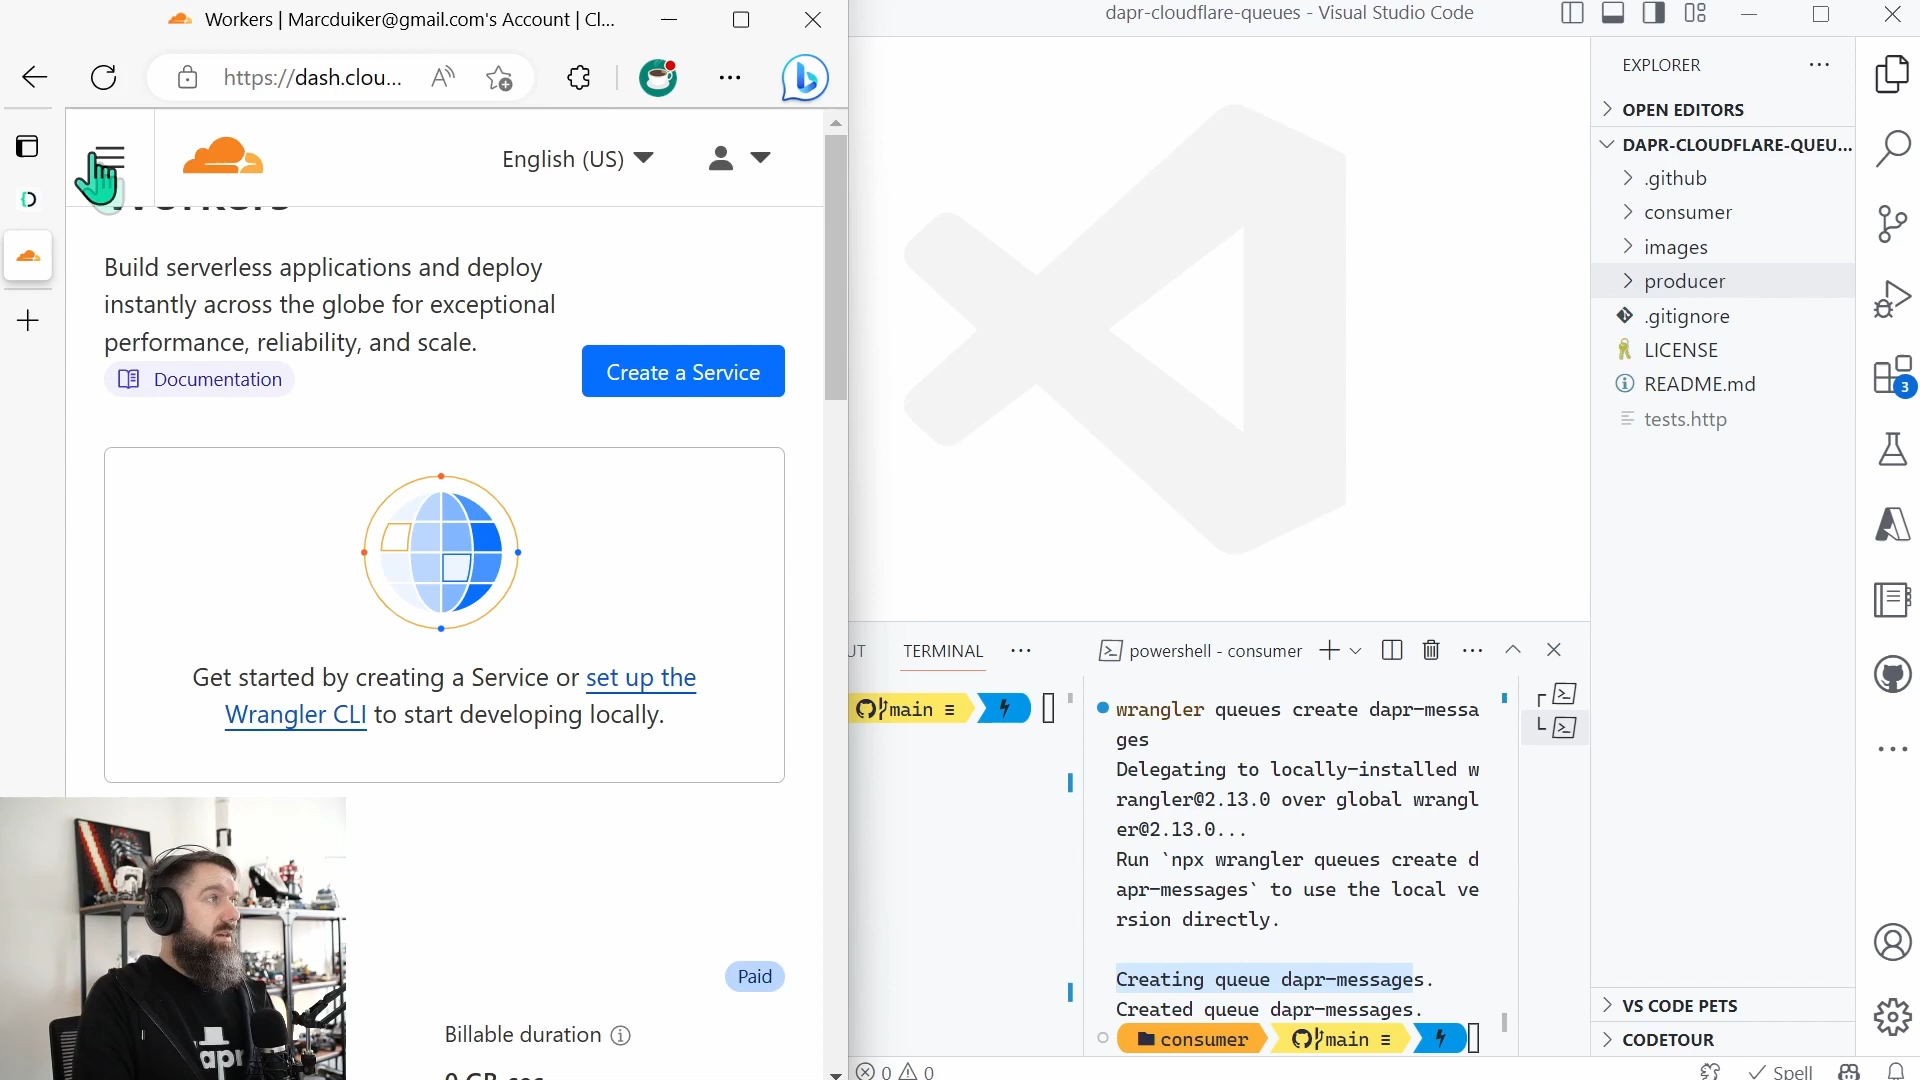 Workers | Marcduiker@gmail.com's Account | Cl...
https://dash.clou...
English (US)
Workers
Build serverless applications and deploy
instantly across the globe for exceptional
performance, reliability, and scale.
Documentation
Create a Service
Get started by creating a Service or set up the
Wrangler CLI to start developing locally.
Paid
Billable duration
dapr-cloudflare-queues - Visual Studio Code
EXPLORER
OPEN EDITORS
DAPR-CLOUDFLARE-QUEU...
.github
consumer
images
producer
.gitignore
LICENSE
README.md
tests.http
3
VS CODE PETS
CODETOUR
UT
TERMINAL
powershell - consumer
main ≡
wrangler queues create dapr-messa
ges
Delegating to locally-installed w
rangler@2.13.0 over global wrangl
er@2.13.0...
Run `npx wrangler queues create d
apr-messages` to use the local ve
rsion directly.
Creating queue dapr-messages.
Created queue dapr-messages.
consumer main ≡
0 0
Spell